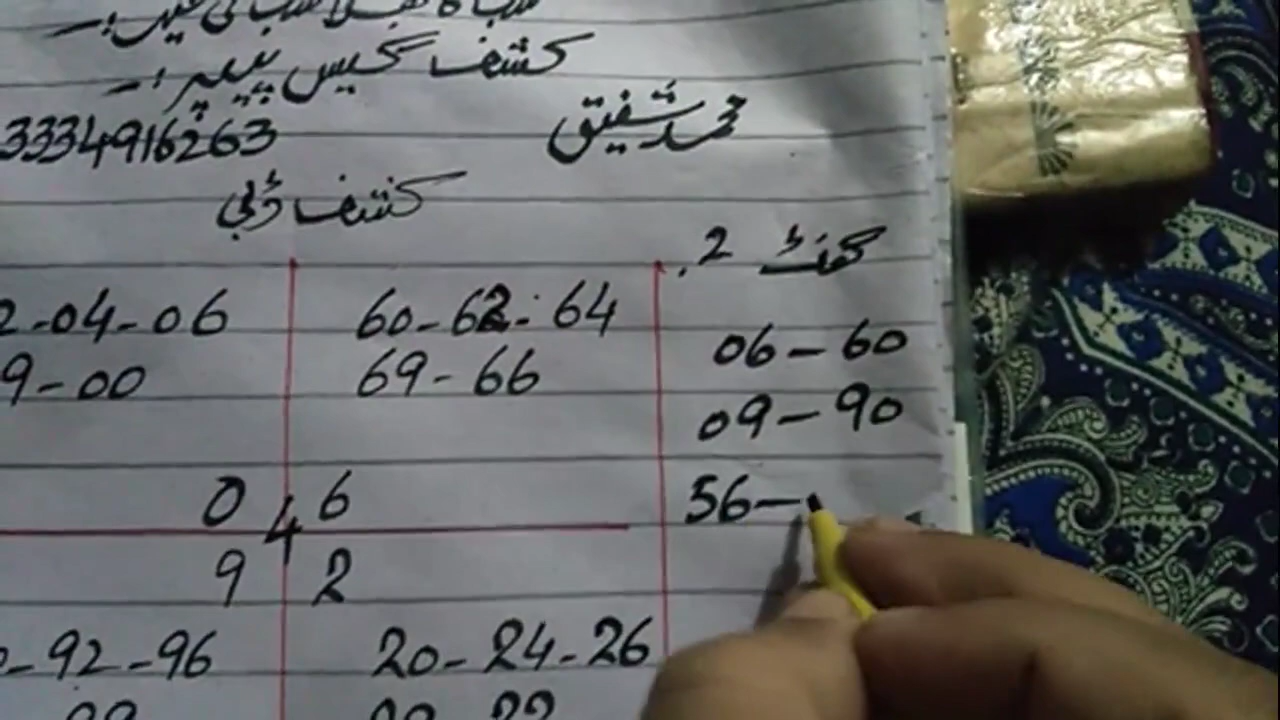 کشف گیس پیپر :-
محمد شفیق
3334916263
کشف ڈبی
گفٹ 2.
2-04-06 60-62-64 06-60
9-00 69-66 09-90
0 4 6 56-
9 2
-92-96 20-24-26